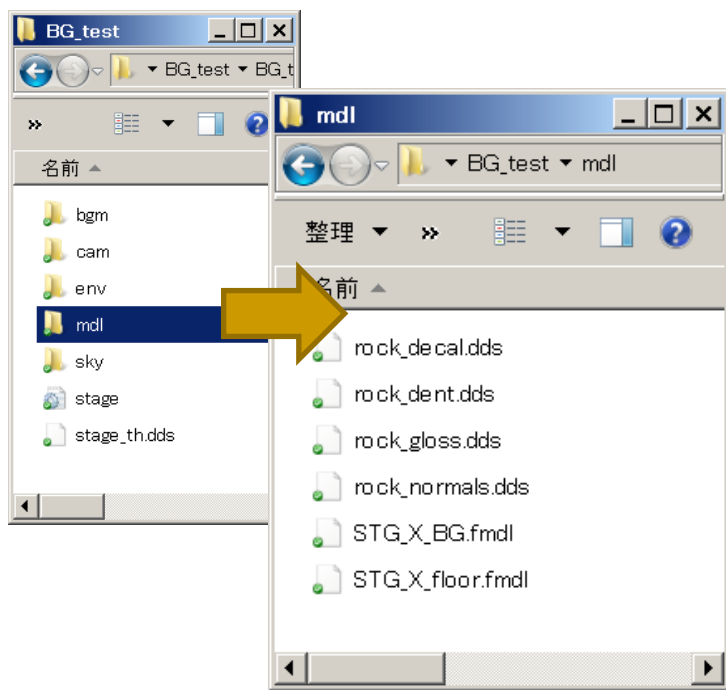 BG_test
BG_test BG_t
»
名前
bgm
cam
env
mdl
sky
stage
stage_th.dds
mdl
BG_test mdl
整理 »
名前
rock_decal.dds
rock_dent.dds
rock_gloss.dds
rock_normals.dds
STG_X_BG.fmdl
STG_X_floor.fmdl